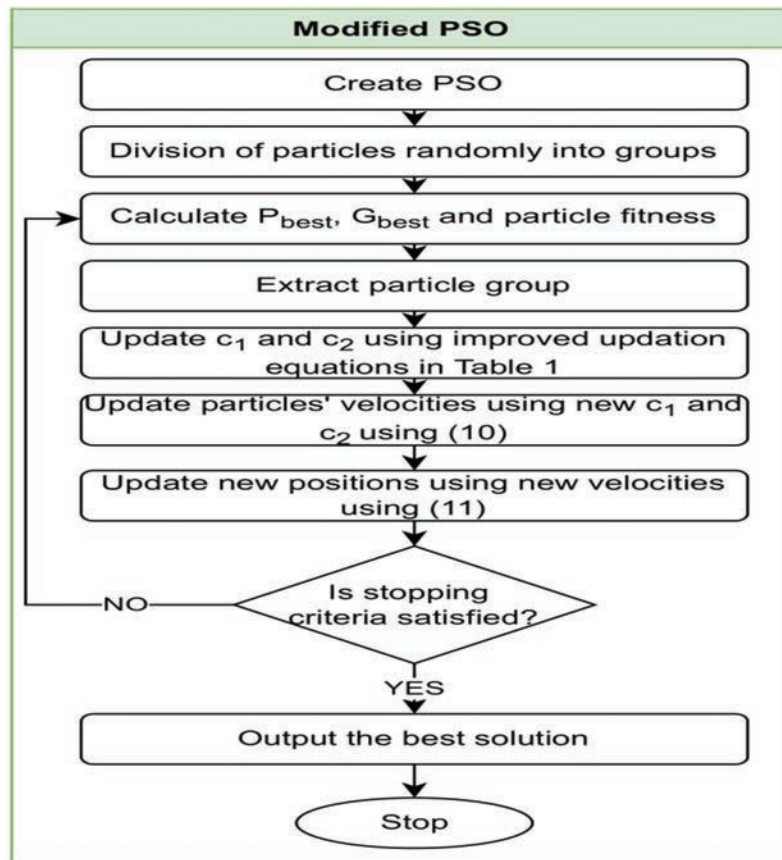 Modified PSO
Create PSO
Division of particles randomly into groups
Calculate Pbest, Gbest and particle fitness
Extract particle group
Update c1 and c2 using improved updation
equations in Table 1
Update particles' velocities using new c1 and
c2 using (10)
Update new positions using new velocities
using (11)
Is stopping
criteria satisfied?
NO
YES
Output the best solution
Stop